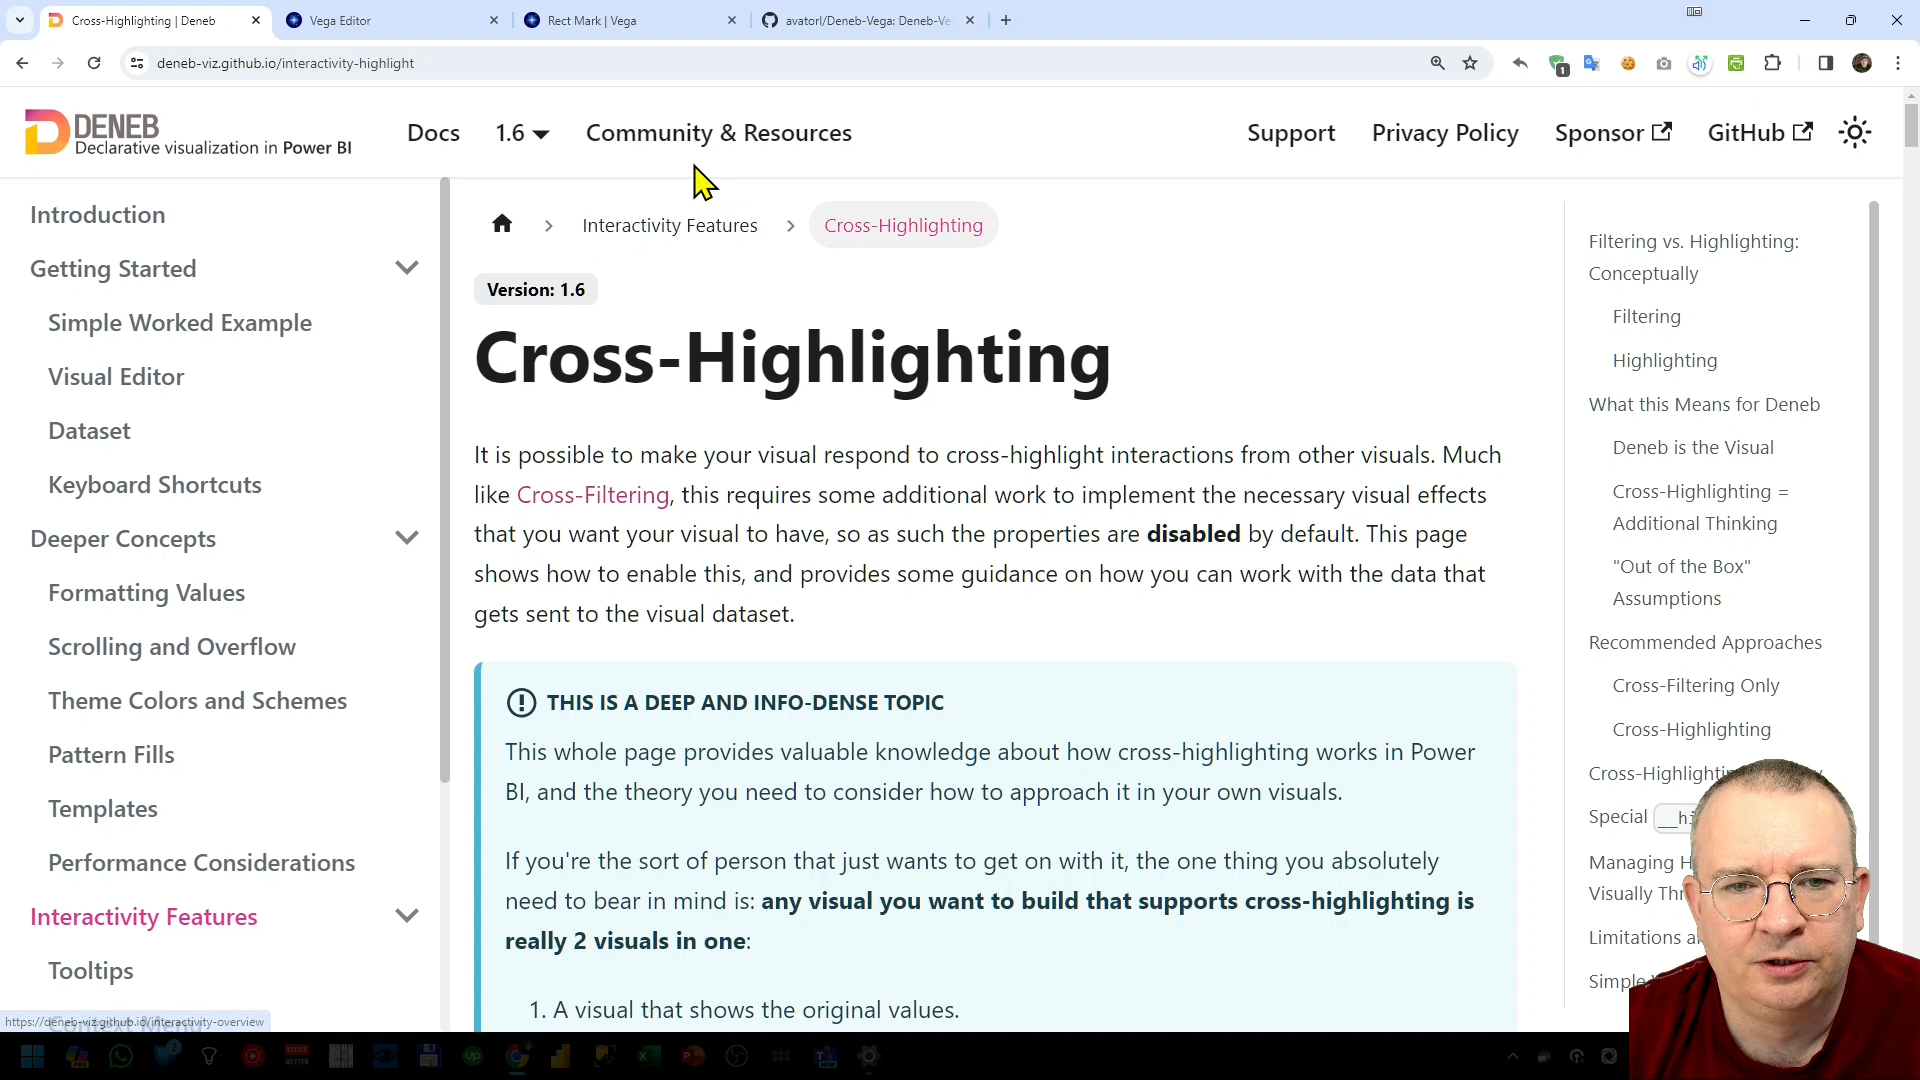 Cross-Highlighting | Deneb
Vega Editor
Rect Mark | Vega
avatorl/Deneb-Vega: Deneb-Ve
deneb-viz.github.io/interactivity-highlight
1
DENEB
Declarative visualization in Power BI
Docs
1.6
Community & Resources
Support
Privacy Policy
Sponsor
GitHub
Introduction
Getting Started
Simple Worked Example
Visual Editor
Dataset
Keyboard Shortcuts
Deeper Concepts
Formatting Values
Scrolling and Overflow
Theme Colors and Schemes
Pattern Fills
Templates
Performance Considerations
Interactivity Features
Tooltips
Context Menu
https://deneb-viz.github.io/interactivity-overview
Interactivity Features
Cross-Highlighting
Version: 1.6
Cross-Highlighting
It is possible to make your visual respond to cross-highlight interactions from other visuals. Much
like Cross-Filtering, this requires some additional work to implement the necessary visual effects
that you want your visual to have, so as such the properties are disabled by default. This page
shows how to enable this, and provides some guidance on how you can work with the data that
gets sent to the visual dataset.
THIS IS A DEEP AND INFO-DENSE TOPIC
This whole page provides valuable knowledge about how cross-highlighting works in Power
BI, and the theory you need to consider how to approach it in your own visuals.
If you're the sort of person that just wants to get on with it, the one thing you absolutely
need to bear in mind is: any visual you want to build that supports cross-highlighting is
really 2 visuals in one:
1. A visual that shows the original values.
Filtering vs. Highlighting:
Conceptually
Filtering
Highlighting
What this Means for Deneb
Deneb is the Visual
Cross-Highlighting =
Additional Thinking
"Out of the Box"
Assumptions
Recommended Approaches
Cross-Filtering Only
Cross-Highlighting
Cross-Highlighti
Special __hi
Managing H
Visually Thr
Limitations a
Simple